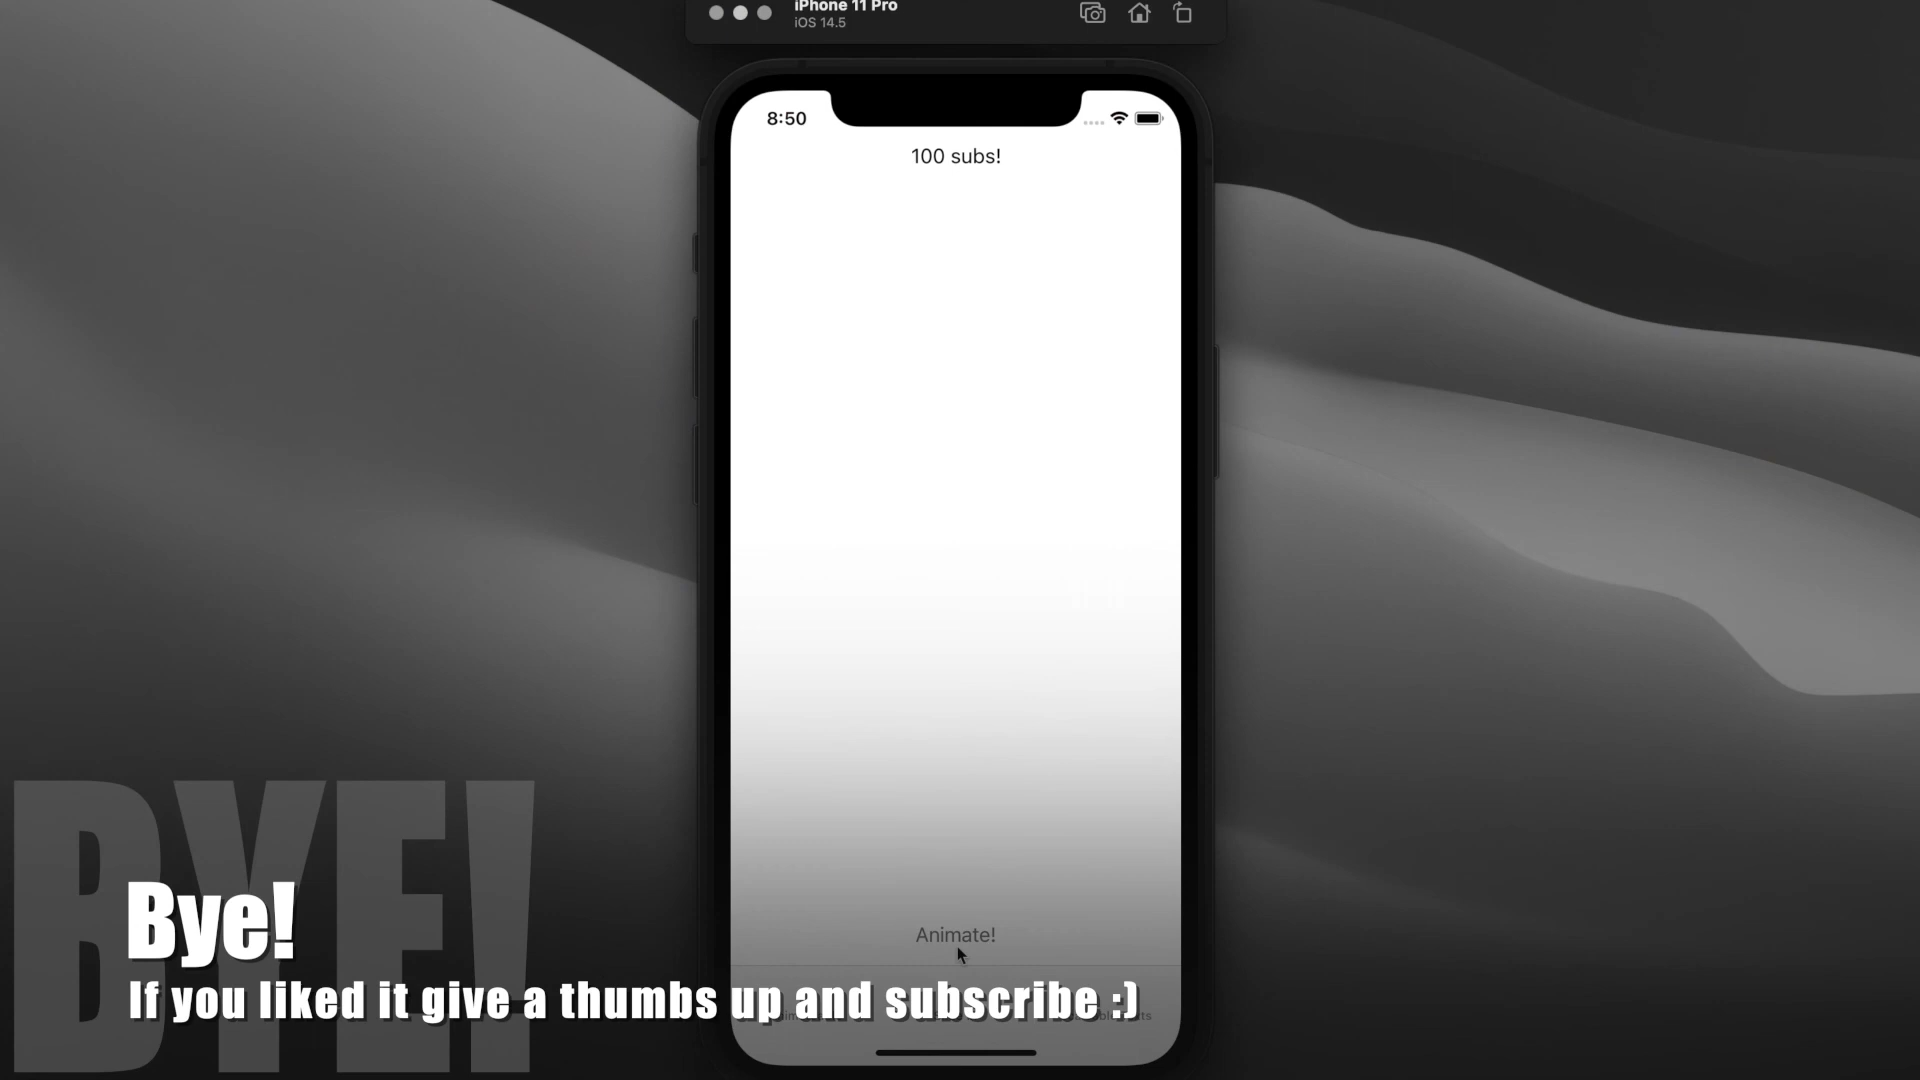 iPhone 11 Pro
iOS 14.5
8:50
100 subs!
Animate!
BYE!
Bye!
If you liked it give a thumbs up and subscribe :)